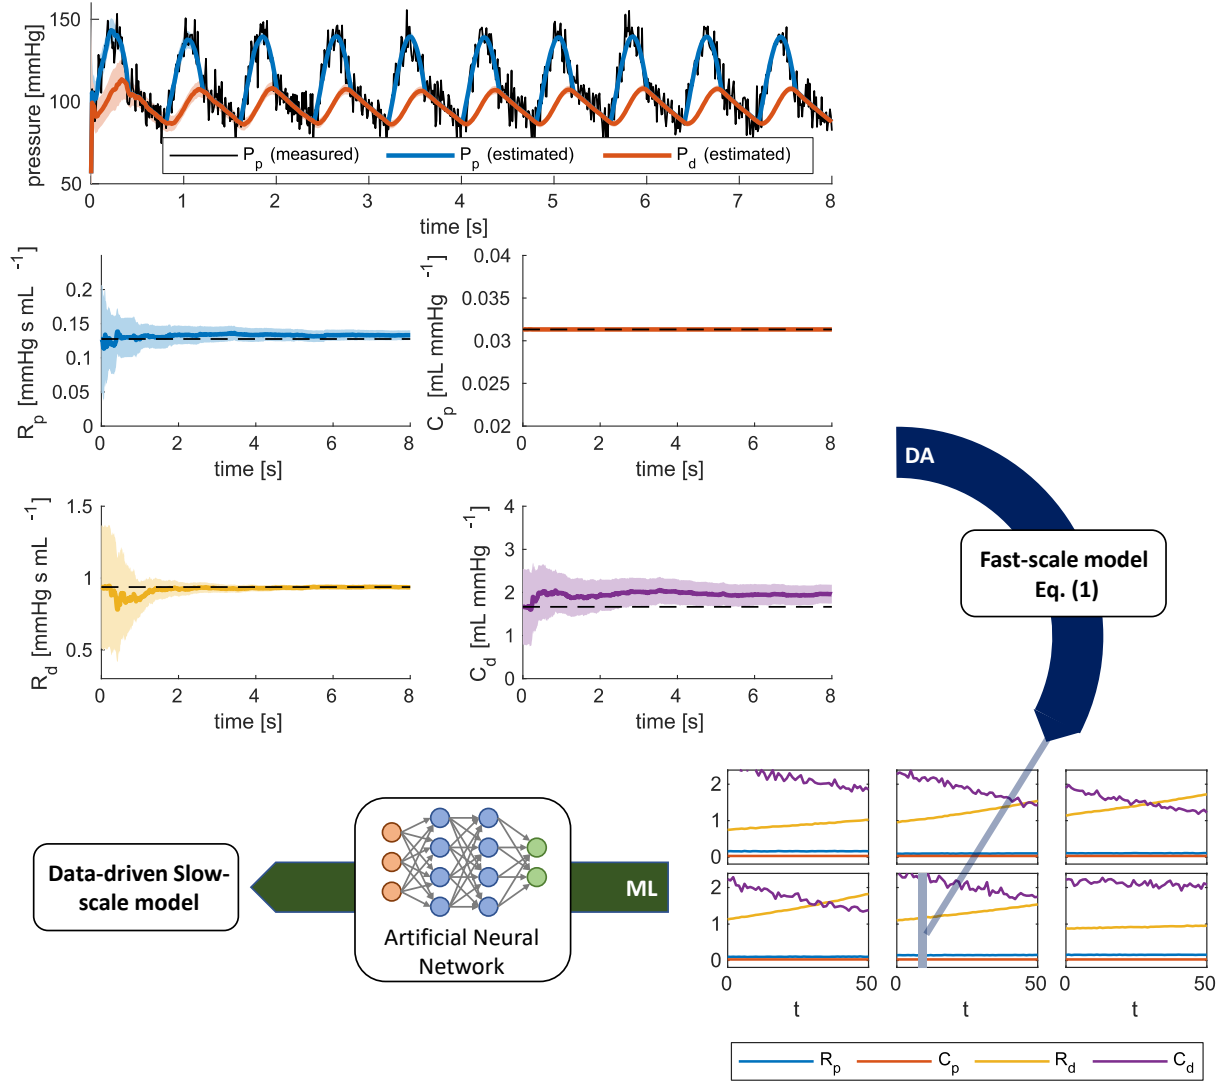 150
100
50
pressure [mmHg]
P_p (measured) P_p (estimated) P_d (estimated)
0 1 2 3 4 5 6 7 8
time [s]
R_p [mmHg s mL^-1]
0.2
0.15
0.1
0.05
0
0 2 4 6 8
time [s]
C_p [mL mmHg^-1]
0.04
0.035
0.03
0.025
0.02
0 2 4 6 8
time [s]
R_d [mmHg s mL^-1]
1.5
1
0.5
0 2 4 6 8
time [s]
C_d [mL mmHg^-1]
4
3
2
1
0
0 2 4 6 8
time [s]
DA
Fast-scale model
Eq. (1)
2
1
0
2
1
0
0 50
0 50
0 50
t t t
R_p C_p R_d C_d
ML
Artificial Neural
Network
Data-driven Slow-
scale model